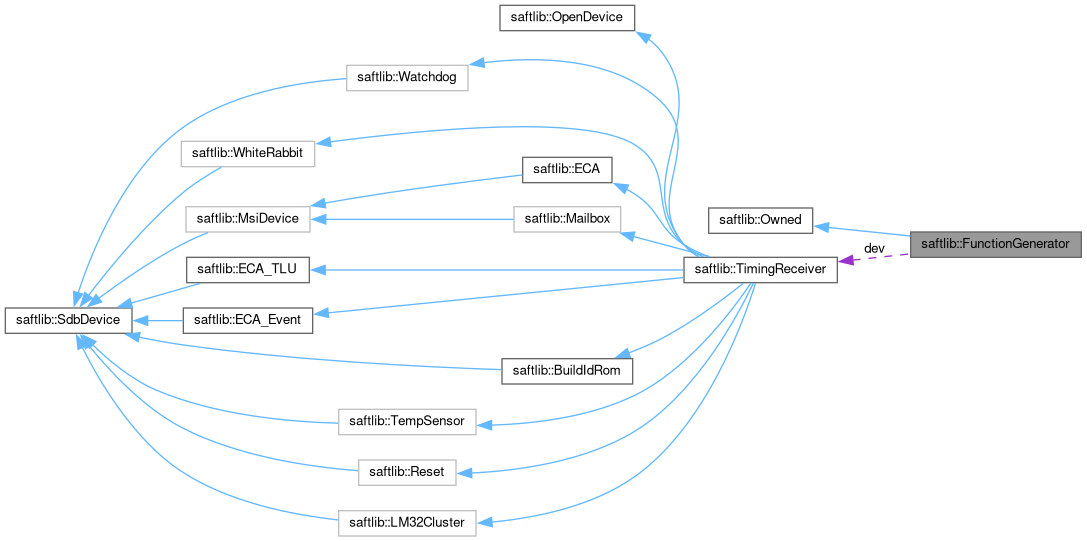 saftlib::OpenDevice
saftlib::Watchdog
saftlib::WhiteRabbit
saftlib::ECA
saftlib::MsiDevice
saftlib::Mailbox
saftlib::Owned
saftlib::FunctionGenerator
dev
saftlib::ECA_TLU
saftlib::TimingReceiver
saftlib::SdbDevice
saftlib::ECA_Event
saftlib::BuildIdRom
saftlib::TempSensor
saftlib::Reset
saftlib::LM32Cluster